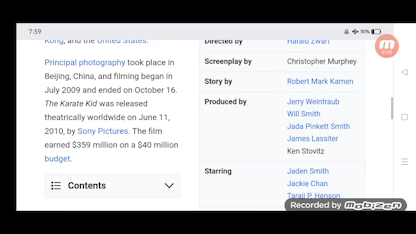 7:59
30%
Kong, and the United States.
Principal photography took place in
Beijing, China, and filming began in
July 2009 and ended on October 16.
The Karate Kid was released
theatrically worldwide on June 11,
2010, by Sony Pictures. The film
earned $359 million on a $40 million
budget.
Contents
Directed by
Harald Zwart
Screenplay by
Christopher Murphey
Story by
Robert Mark Kamen
Produced by
Jerry Weintraub
Will Smith
Jada Pinkett Smith
James Lassiter
Ken Stovitz
Starring
Jaden Smith
Jackie Chan
Taraji P. Henson
Recorded by Mobizen